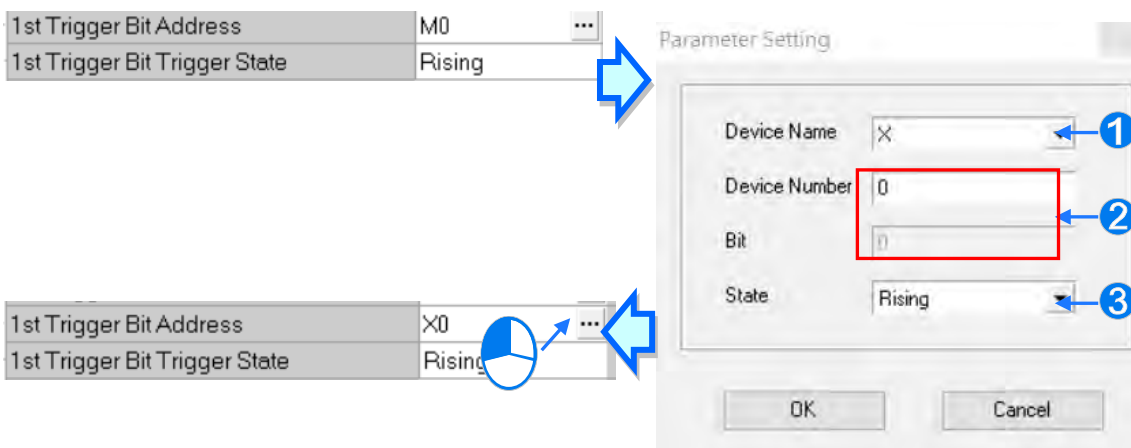 1st Trigger Bit Address M0 ...
1st Trigger Bit Trigger State Rising
Parameter Setting
Device Name X 1
Device Number 0
2
Bit 0
State Rising 3
OK Cancel
1st Trigger Bit Address X0 ...
1st Trigger Bit Trigger State Rising